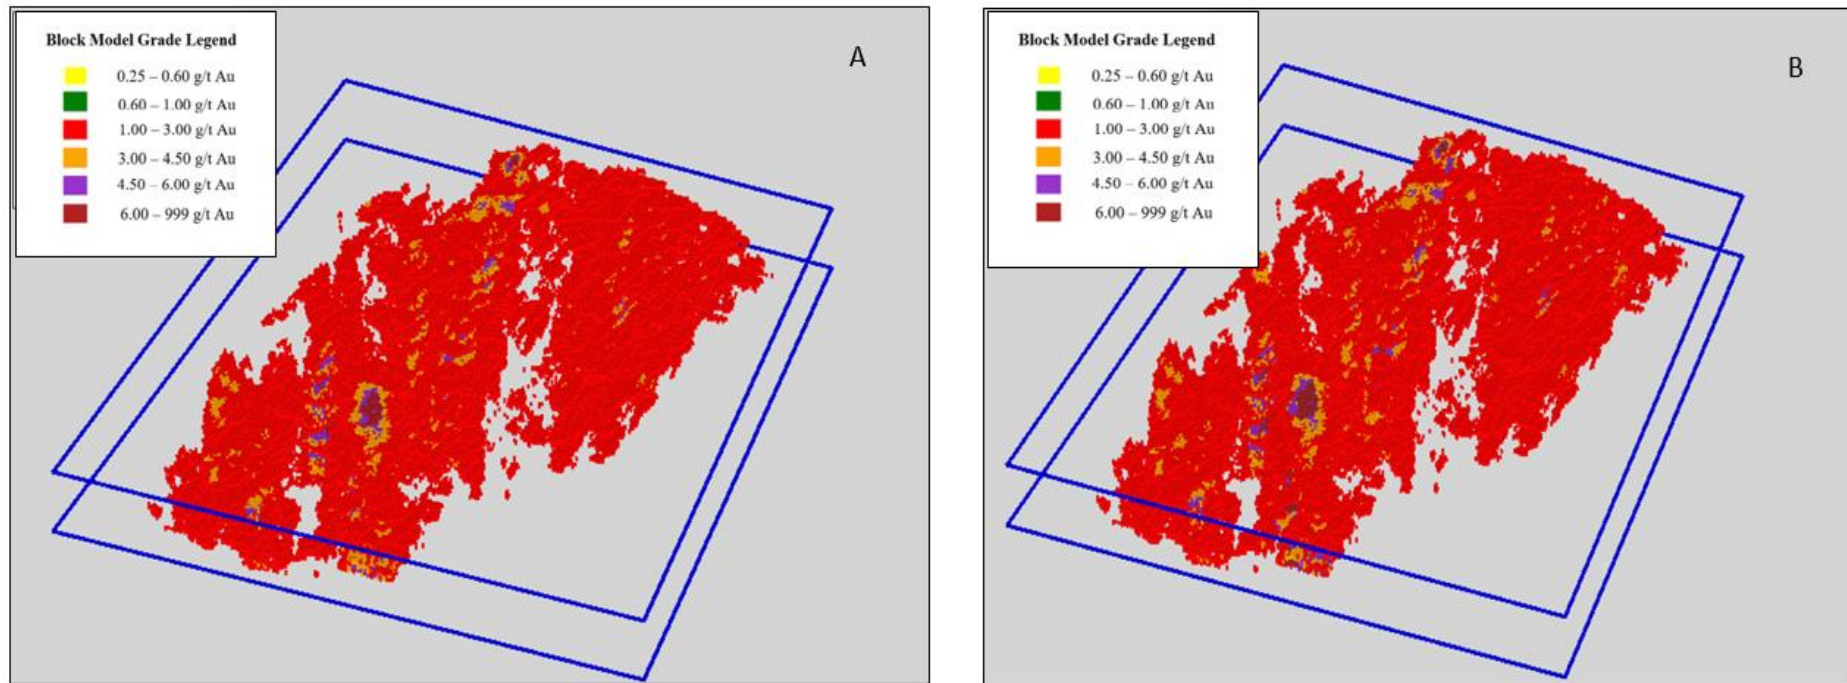 Block Model Grade Legend
0.25 – 0.60 g/t Au
0.60 – 1.00 g/t Au
1.00 – 3.00 g/t Au
3.00 – 4.50 g/t Au
4.50 – 6.00 g/t Au
6.00 – 999 g/t Au
A
Block Model Grade Legend
0.25 – 0.60 g/t Au
0.60 – 1.00 g/t Au
1.00 – 3.00 g/t Au
3.00 – 4.50 g/t Au
4.50 – 6.00 g/t Au
6.00 – 999 g/t Au
B